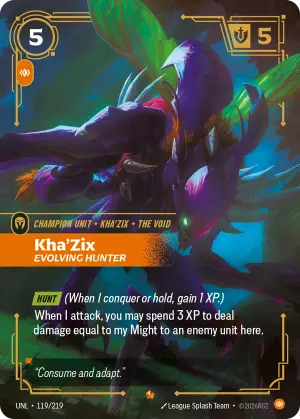 5
5
CHAMPION UNIT • KHA'ZIX • THE VOID
Kha'Zix
EVOLVING HUNTER
HUNT (When I conquer or hold, gain 1 XP.)
When I attack, you may spend 3 XP to deal
damage equal to my Might to an enemy unit here.
"Consume and adapt."
UNL • 119/219
League Splash Team • ©2026RGI